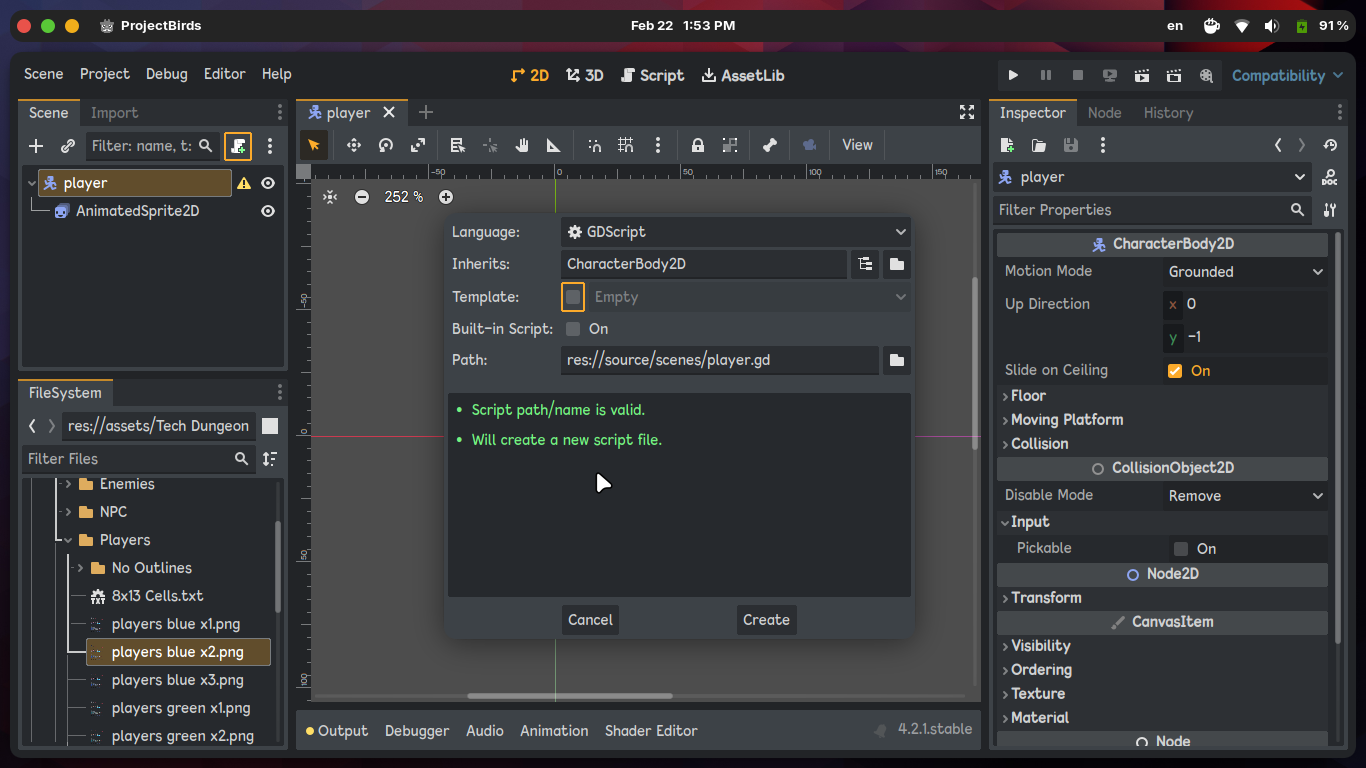 ProjectBirds
Feb 22 1:53 PM
en
91%
Scene Project Debug Editor Help
2D 3D Script AssetLib
Compatibility
Scene Import
Filter: name, t:
player
AnimatedSprite2D
FileSystem
res://assets/Tech Dungeon
Filter Files
Enemies
NPC
Players
No Outlines
8x13 Cells.txt
players blue x1.png
players blue x2.png
players blue x3.png
players green x1.png
players green x2.png
player
View
-50 0 50 100 150
252 %
-50
0
50
100
Language: GDScript
Inherits: CharacterBody2D
Template: Empty
Built-in Script: On
Path: res://source/scenes/player.gd
• Script path/name is valid.
• Will create a new script file.
Cancel Create
Output Debugger Audio Animation Shader Editor
4.2.1.stable
Inspector Node History
player
DOC
Filter Properties
CharacterBody2D
Motion Mode Grounded
Up Direction x 0
y -1
Slide on Ceiling On
Floor
Moving Platform
Collision
CollisionObject2D
Disable Mode Remove
Input
Pickable On
Node2D
Transform
CanvasItem
Visibility
Ordering
Texture
Material
Node